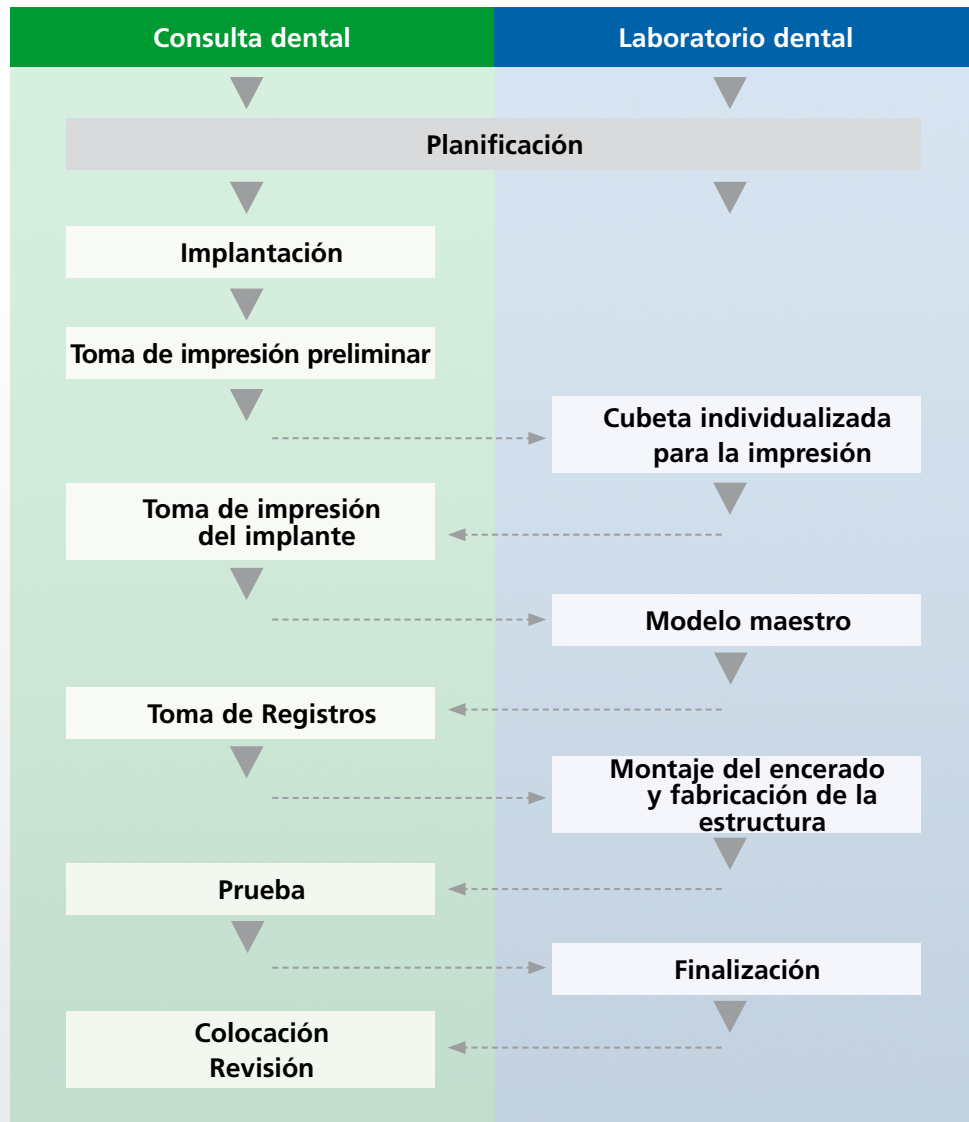 Consulta dental
Laboratorio dental
Planificación
Implantación
Toma de impresión preliminar
Cubeta individualizada
para la impresión
Toma de impresión
del implante
Modelo maestro
Toma de Registros
Montaje del encerado
y fabricación de la
estructura
Prueba
Finalización
Colocación
Revisión